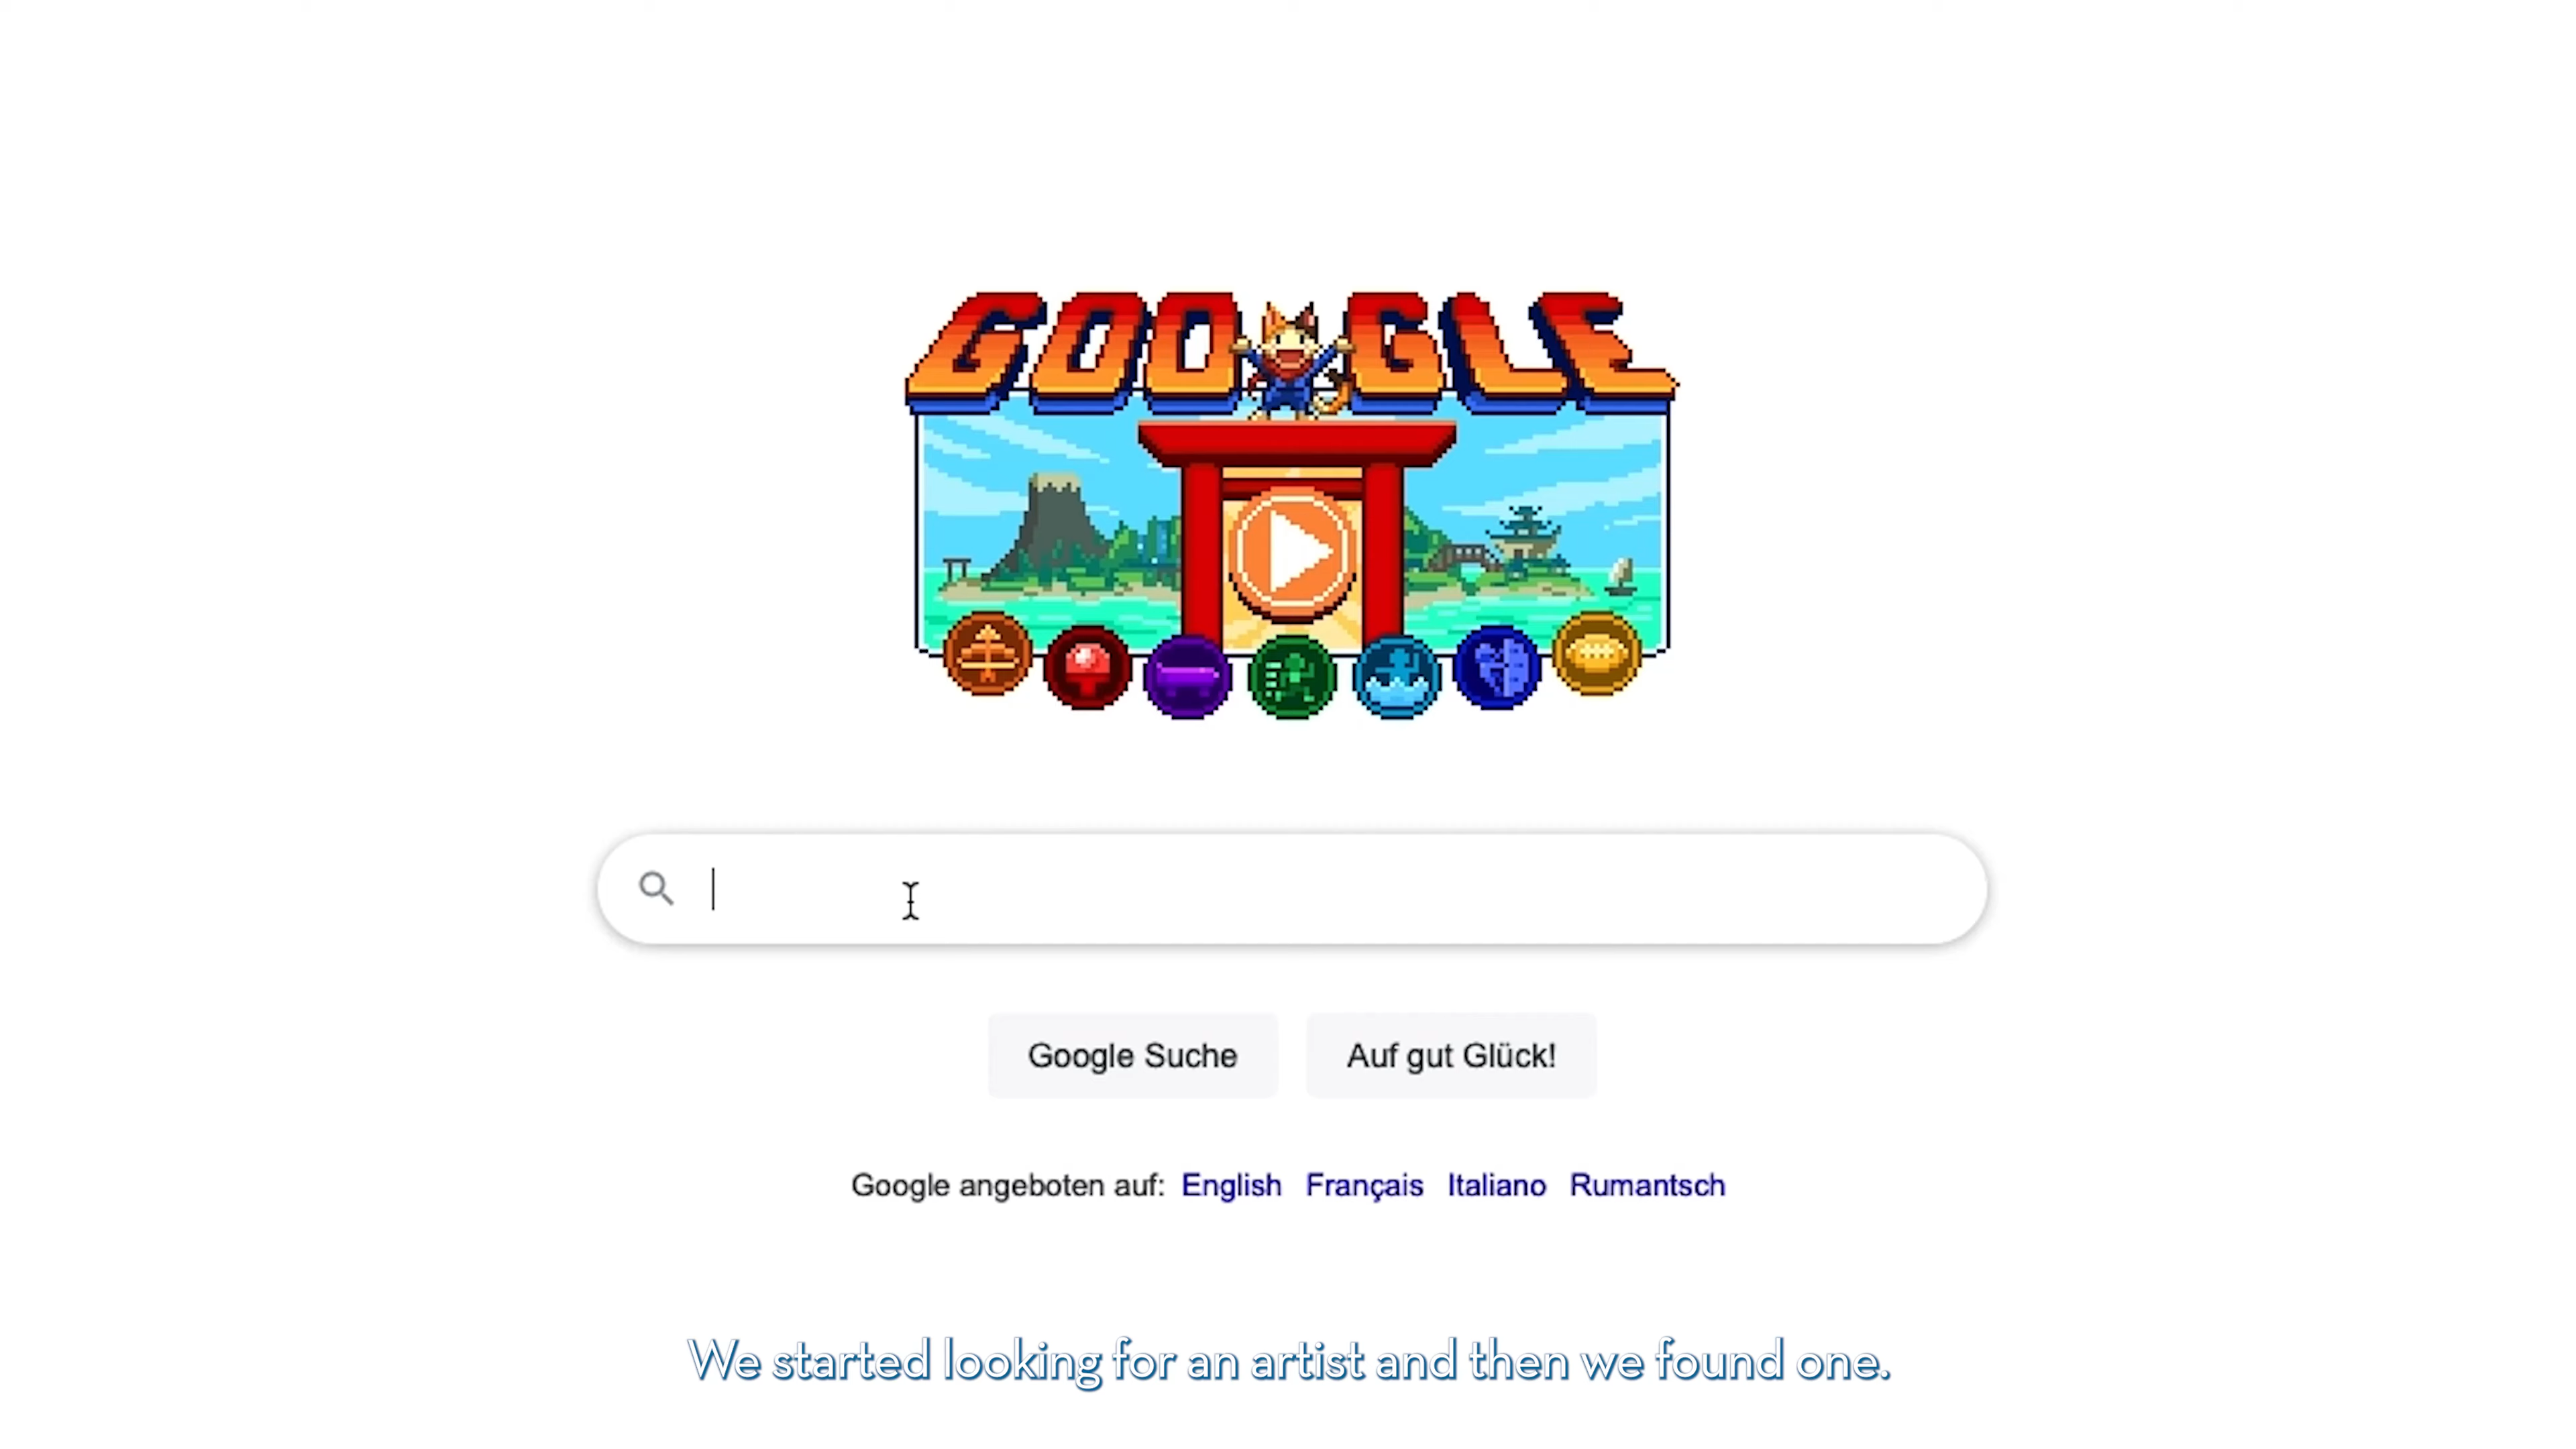 GOOGLE
Google Suche
Auf gut Glück!
Google angeboten auf: English Français Italiano Rumantsch
We started looking for an artist and then we found one.